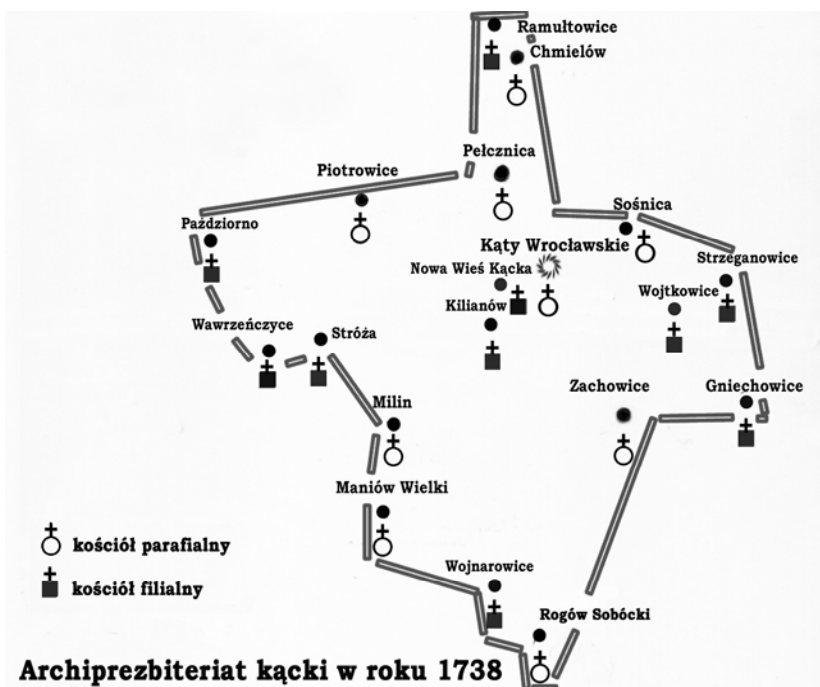 Ramułtowice
Chmielów
Pełcznica
Piotrowice
Sośnica
Paździorno
Kąty Wrocławskie
Strzeganowice
Nowa Wieś Kącka
Wojtkowice
Kilianów
Wawrzeńczyce
Stróża
Zachowice
Gniechowice
Milin
Maniów Wielki
kościół parafialny
Wojnarowice
kościół filialny
Rogów Sobócki
Archiprezbiteriat kącki w roku 1738